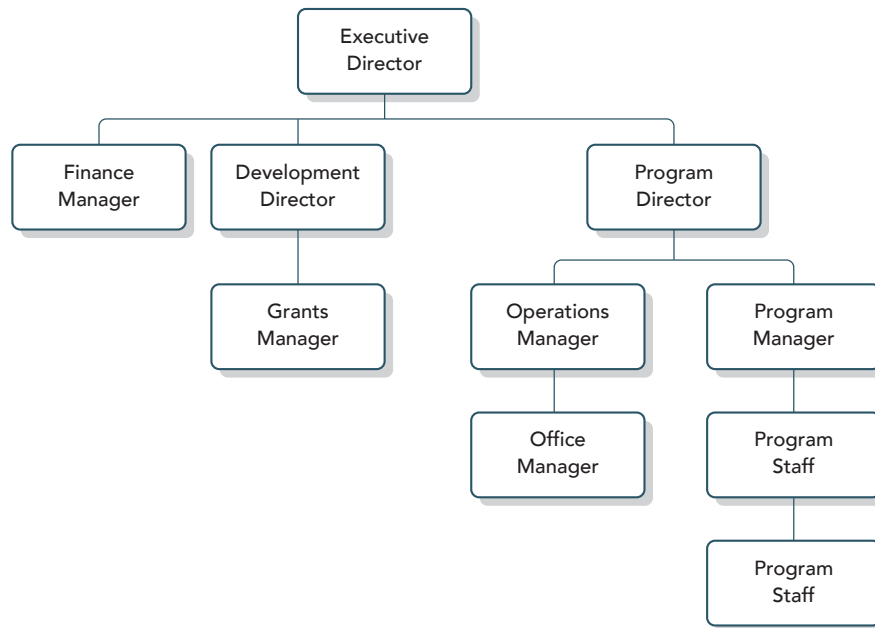 Executive
Director
Finance
Manager
Development
Director
Program
Director
Grants
Manager
Operations
Manager
Program
Manager
Office
Manager
Program
Staff
Program
Staff